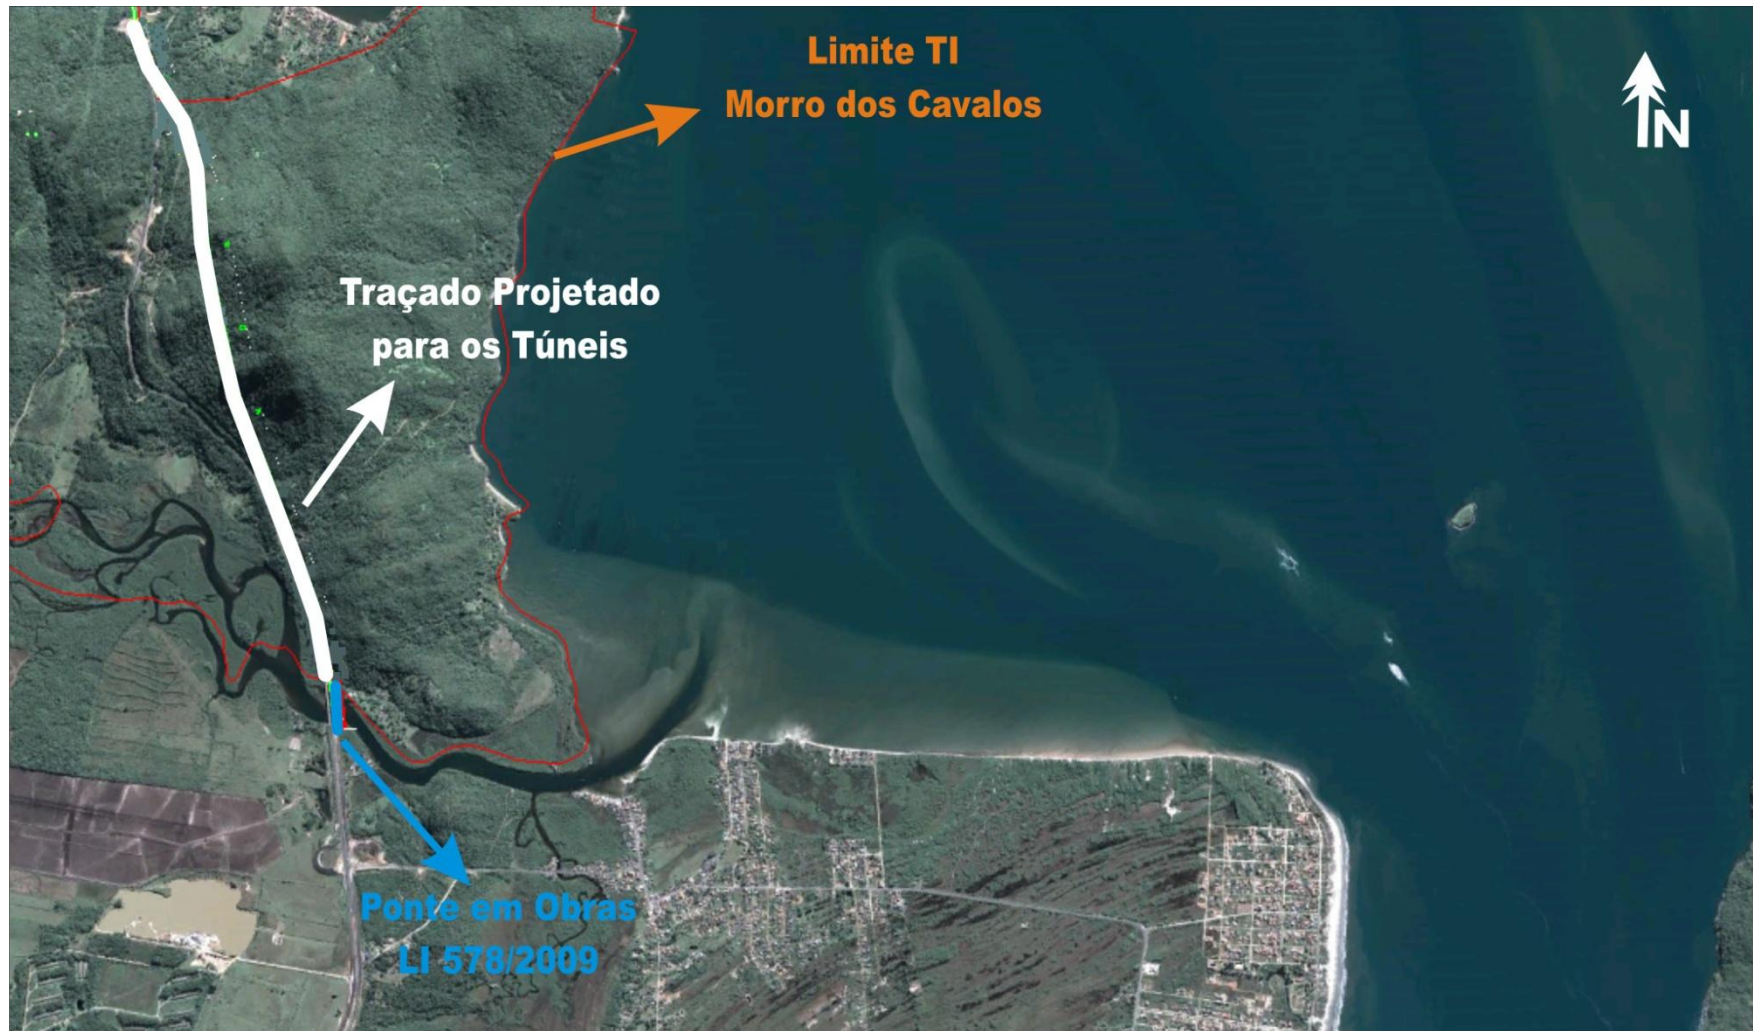 Limite TI
Morro dos Cavalos
N
Traçado Projetado
para os Túneis
Ponte em Obras
LI 578/2009